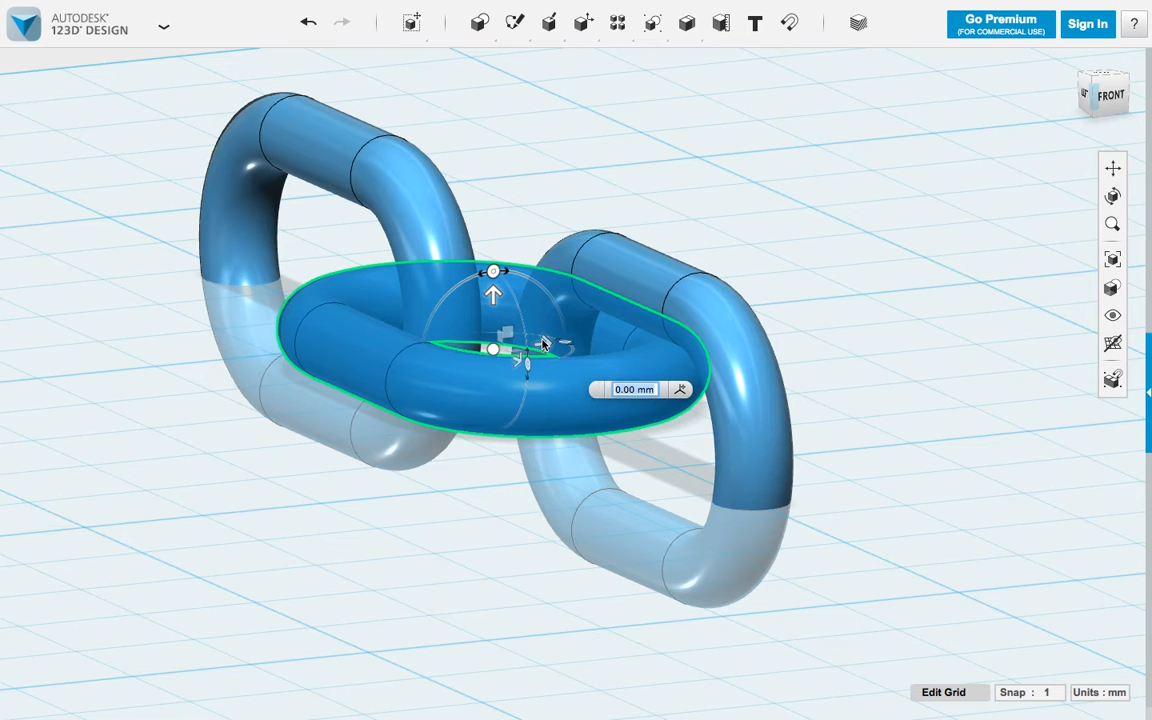 AUTODESK®
123D® DESIGN
T
Go Premium
(FOR COMMERCIAL USE)
Sign In
?
FRONT
0.00 mm
Edit Grid
Snap : 1
Units : mm